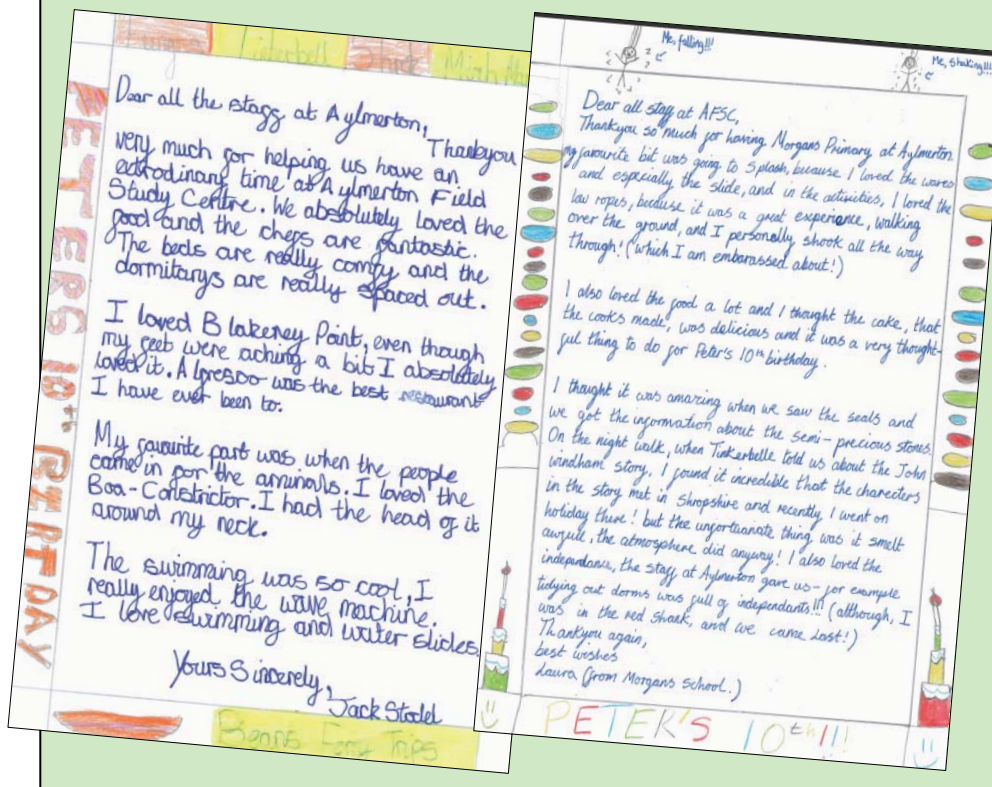 Tinkerbell
Dear all the stagg at Aylmerton,
Thankyou
very much for helping us have an
extrodinary time at Aylmerton Field
Study Centre. We absolutely loved the
food and the chefs are fantastic.
The beds are really comfy and the
dormitarys are really spaced out.
I loved Blakeney Point, even though
my feet were aching a bit I absolutely
loved it. Alfresco was the best restaurant
I have ever been to.
My favourite part was when the people
came in for the aminals. I loved the
Boa-Constrictor. I had the head of it
around my neck.
The swimming was so cool, I
really enjoyed the wave machine.
I love swimming and water slides.
Yours Sincerely,
Jack Stodel
PETERS 10th BIRTDAY
Beans Ferry Trips
Me, falling!!!
Me, shaking!!!
Dear all staff at AFSC,
Thankyou so much for having Morgans Primary at Aylmerton
my favourite bit was going to Splash, because I loved the waves
and especially the slide, and in the activities, I loved the
low ropes, because it was a great experience, walking
over the ground, and I personally shook all the way
through! (which I am embarassed about!)
I also loved the food a lot and I thought the cake, that
the cooks made, was delicious and it was a very thought-
ful thing to do for Peter's 10th birthday.
I thought it was amazing when we saw the seals and
we got the information about the semi-precious stones.
On the night walk, when Tinkerbelle told us about the John
windham story, I found it incredible that the charecters
in the story met in Shropshire and recently, I went on
holiday there! but the unfortuanate thing was it smelt
awfull, the atmosphere did anyway! I also loved the
independance, the staff at Aylmerton gave us - for example
tidying out dorms was full of independants!!! (although, I
was in the red shank, and we came last!)
Thankyou again,
best wishes
Laura (from Morgans School.)
PETER'S 10th!!!